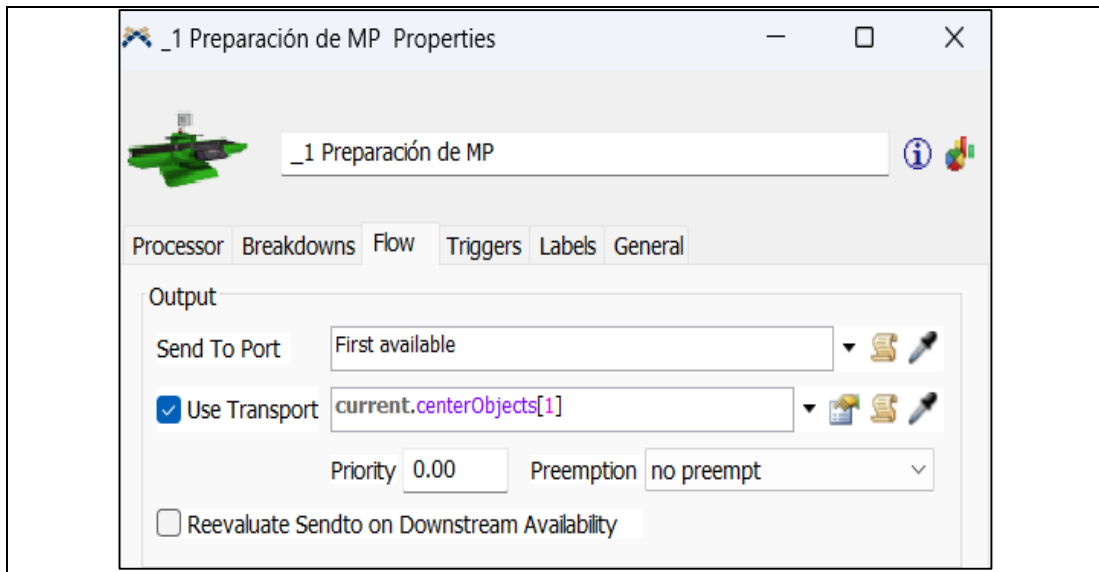 _1 Preparación de MP Properties
_1 Preparación de MP
Processor Breakdowns Flow Triggers Labels General
Output
Send To Port First available
Use Transport current.centerObjects[1]
Priority 0.00 Preemption no preempt
Reevaluate Sendto on Downstream Availability